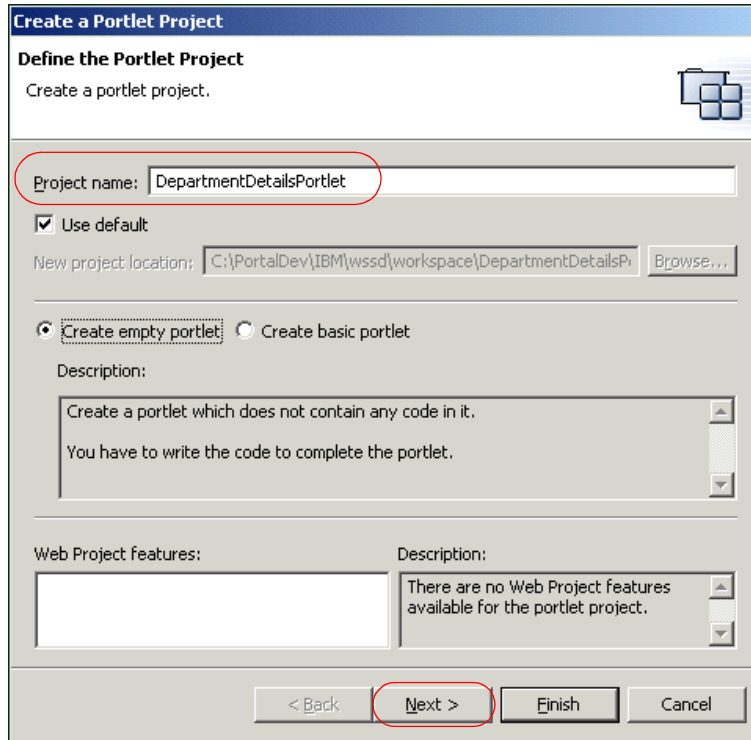 Create a Portlet Project
Define the Portlet Project
Create a portlet project.
Project name: DepartmentDetailsPortlet
Use default
New project location: C:\PortalDev\IBM\wssd\workspace\DepartmentDetailsP Browse...
Create empty portlet Create basic portlet
Description:
Create a portlet which does not contain any code in it.
You have to write the code to complete the portlet.
Web Project features: Description:
There are no Web Project features
available for the portlet project.
< Back Next > Finish Cancel